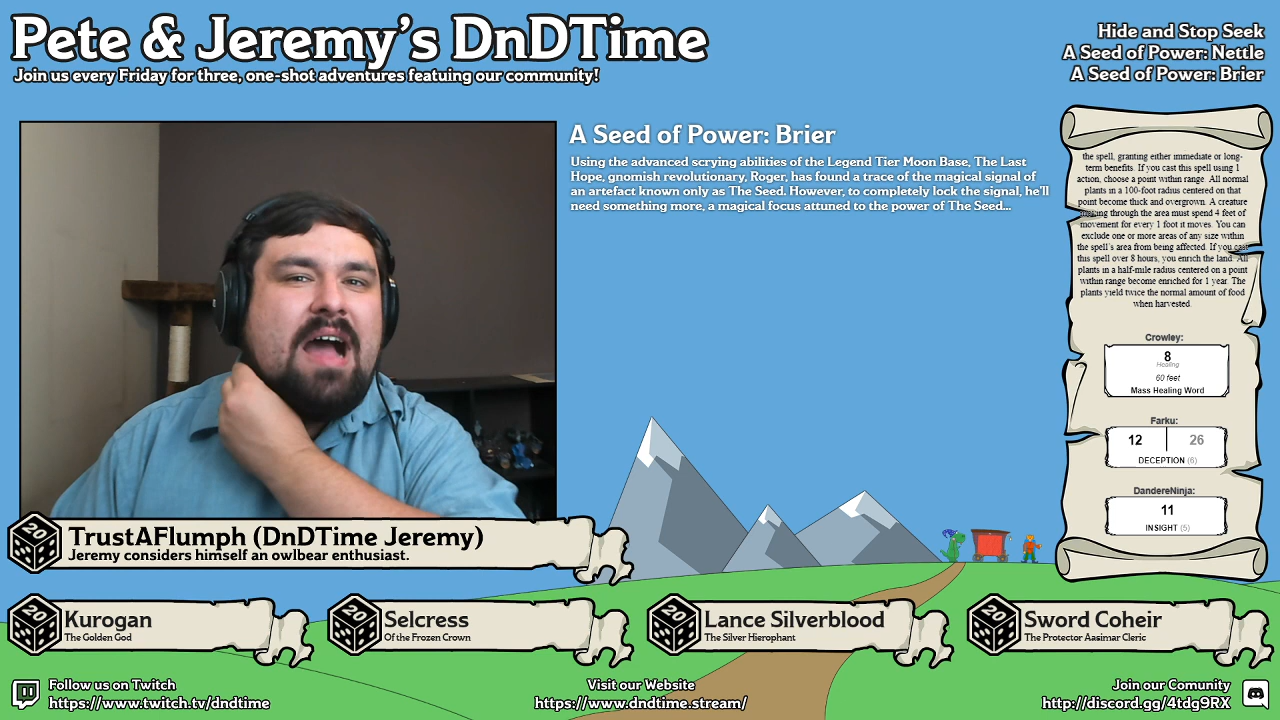 Pete & Jeremy's DnDTime
Join us every Friday for three, one-shot adventures featuing our community!
Hide and Stop Seek
A Seed of Power: Nettle
A Seed of Power: Brier
A Seed of Power: Brier
Using the advanced scrying abilities of the Legend Tier Moon Base, The Last
Hope, gnomish revolutionary, Roger, has found a trace of the magical signal of
an artefact known only as The Seed. However, to completely lock the signal, he'll
need something more, a magical focus attuned to the power of The Seed...
the spell, granting either immediate or long-
term benefits. If you cast this spell using 1
action, choose a point within range. All normal
plants in a 100-foot radius centered on that
point become thick and overgrown. A creature
moving through the area must spend 4 feet of
movement for every 1 foot it moves. You can
exclude one or more areas of any size within
the spell's area from being affected. If you cast
this spell over 8 hours, you enrich the land. All
plants in a half-mile radius centered on a point
within range become enriched for 1 year. The
plants yield twice the normal amount of food
when harvested.
Crowley:
8
Healing
60 feet
Mass Healing Word
Farku:
12 26
DECEPTION (6)
DandereNinja:
11
INSIGHT (5)
20
TrustAFlumph (DnDTime Jeremy)
Jeremy considers himself an owlbear enthusiast.
20
Kurogan
The Golden God
20
Selcress
Of the Frozen Crown
20
Lance Silverblood
The Silver Hierophant
20
Sword Coheir
The Protector Aasimar Cleric
Follow us on Twitch
https://www.twitch.tv/dndtime
Visit our Website
https://www.dndtime.stream/
Join our Comunity
http://discord.gg/4tdg9RX